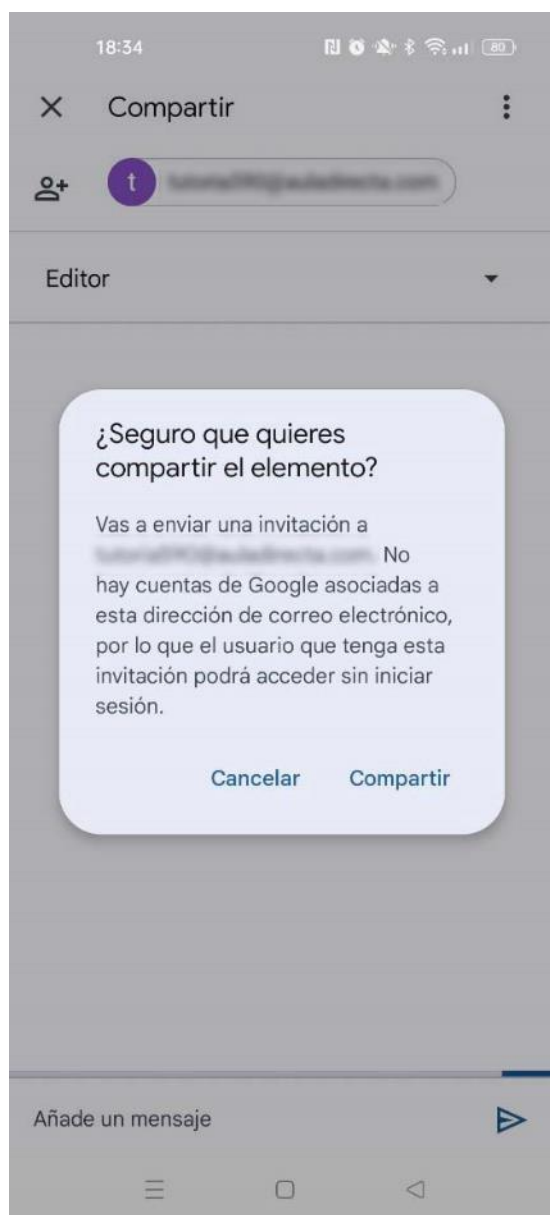 18:34
80
Compartir
t
Editor
¿Seguro que quieres
compartir el elemento?
Vas a enviar una invitación a
No
hay cuentas de Google asociadas a
esta dirección de correo electrónico,
por lo que el usuario que tenga esta
invitación podrá acceder sin iniciar
sesión.
Cancelar Compartir
Añade un mensaje